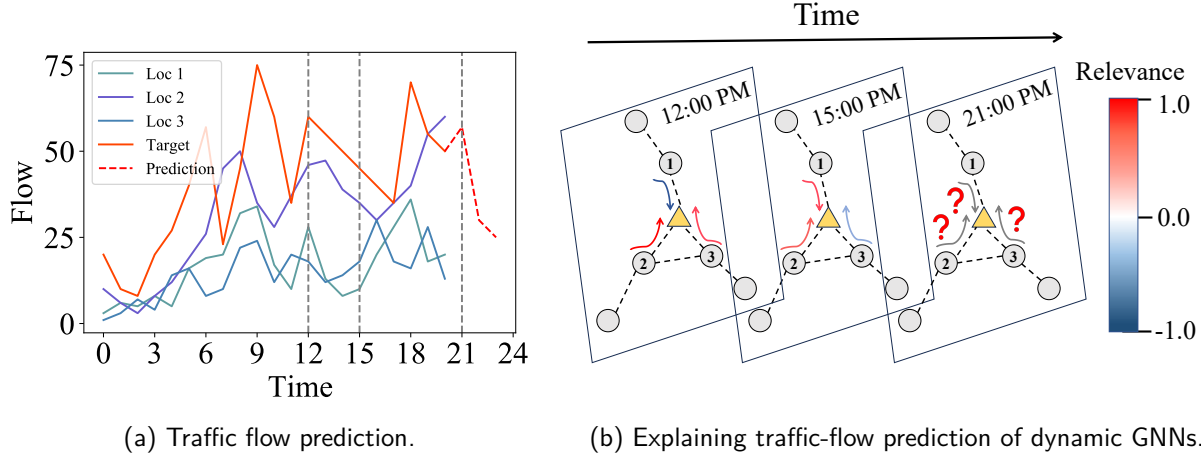 75
50
25
0
Flow
Loc 1
Loc 2
Loc 3
Target
Prediction
0 3 6 9 12 15 18 21 24
Time
(a) Traffic flow prediction.
Time
12:00 PM
15:00 PM
21:00 PM
1
2
3
1
2
3
1
2
3
?
?
?
Relevance
1.0
0.0
-1.0
(b) Explaining traffic-flow prediction of dynamic GNNs.